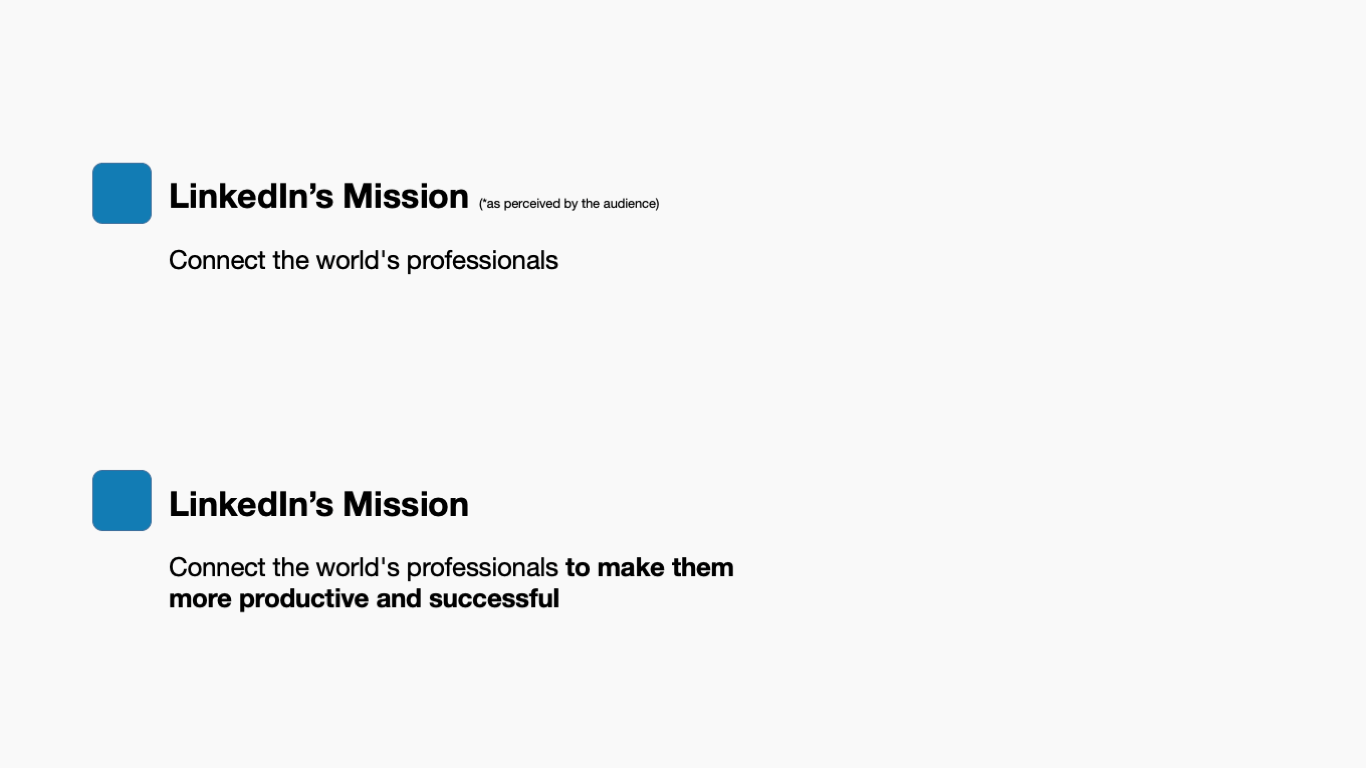 LinkedIn’s Mission (*as perceived by the audience)
Connect the world's professionals
LinkedIn’s Mission
Connect the world's professionals to make them
more productive and successful